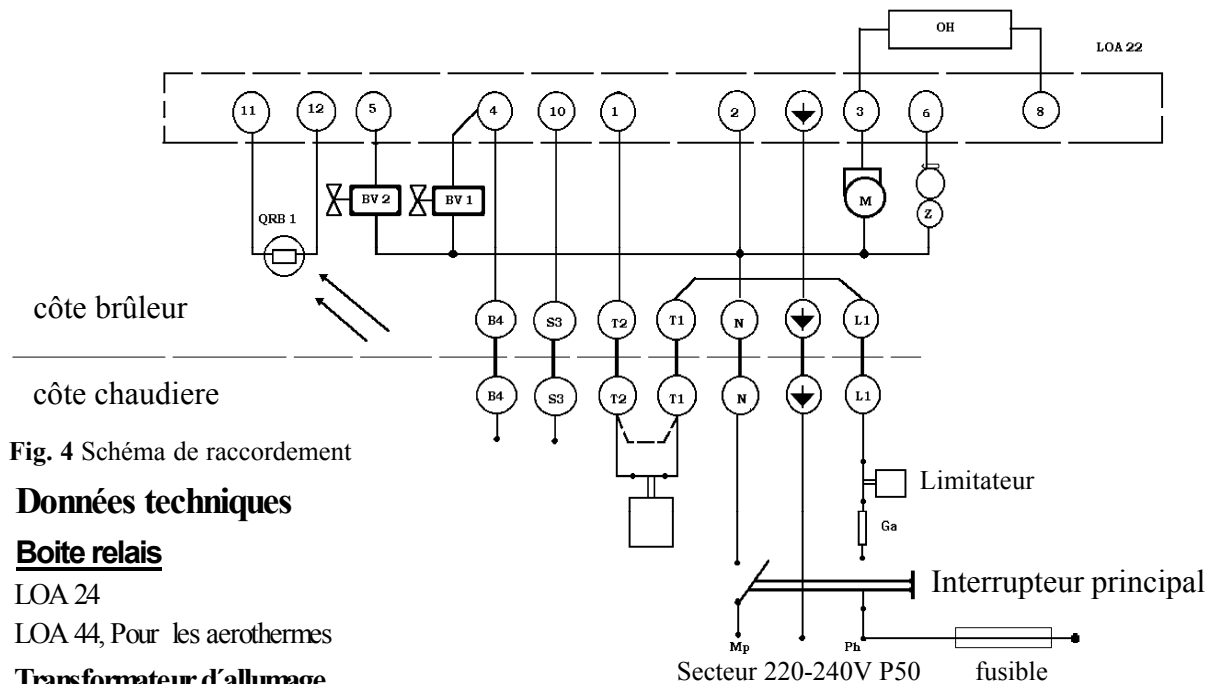 OH
LOA 22
11 12 5 4 10 1 2 3 6 8
BV 2 BV 1 M Z
QRB 1
côte brûleur
B4 S3 T2 T1 N L1
côte chaudiere
B4 S3 T2 T1 N L1
Fig. 4 Schéma de raccordement
Limitateur
Ga
Données techniques
Boite relais
Interrupteur principal
LOA 24
LOA 44, Pour les aerothermes
Mp Ph
Secteur 220-240V P50 fusible
Transformateur d´allumage